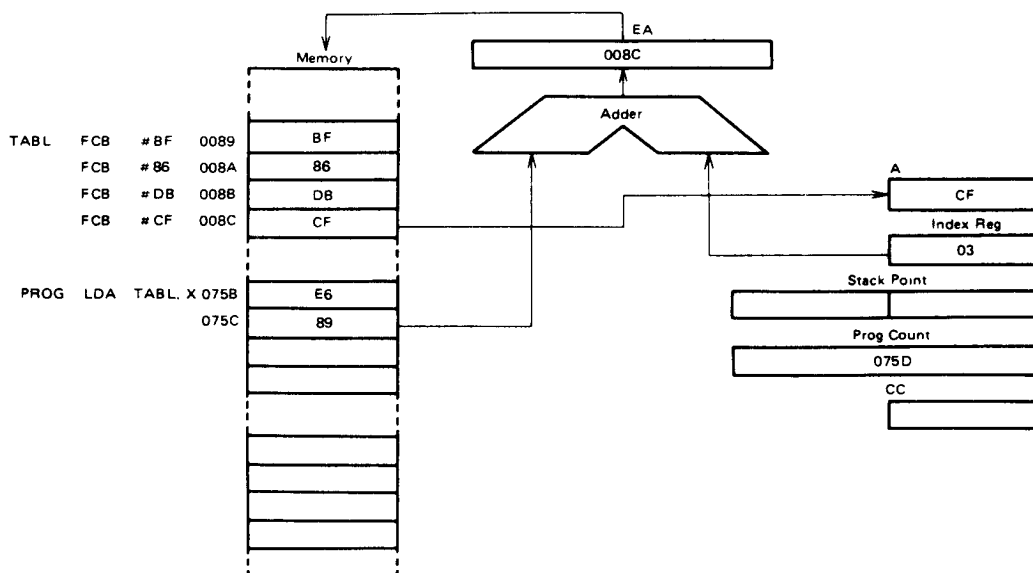 EA
Memory
008C
Adder
TABL FCB #BF 0089 BF
FCB #86 008A 86
FCB #DB 008B DB
FCB #CF 008C CF
A
CF
Index Reg
03
PROG LDA TABL, X 075B E6
075C 89
Stack Point
Prog Count
075D
CC